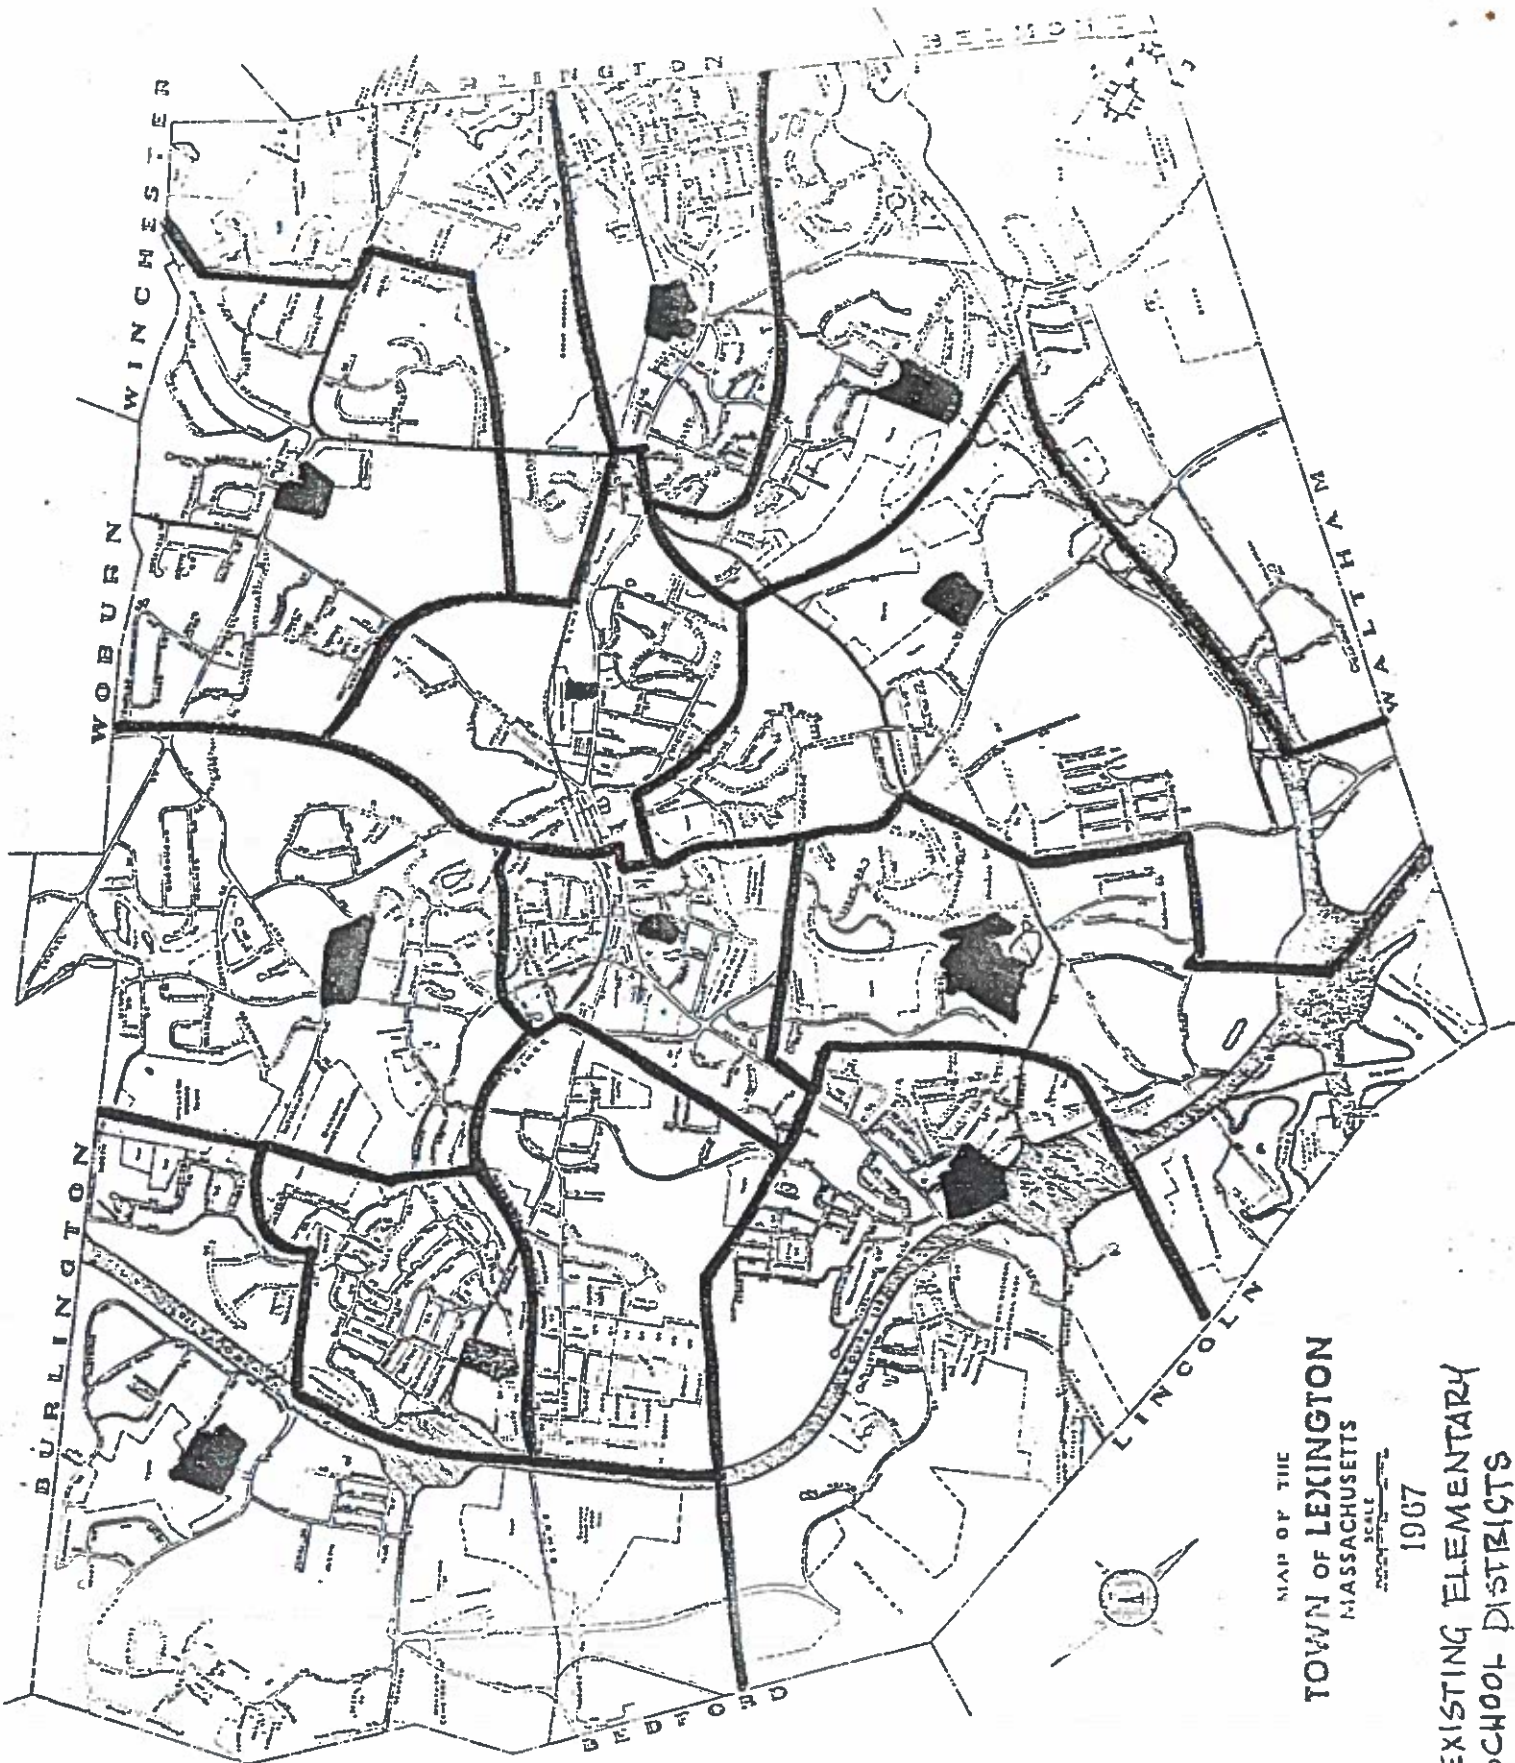 WINCHESTER
WOBURN
BURLINGTON
BEDFORD
LINCOLN
WALTHAM
BELMONT
MAP OF THE
TOWN OF LEXINGTON
MASSACHUSETTS
SCALE
1967
EXISTING ELEMENTARY
SCHOOL DISTRICTS